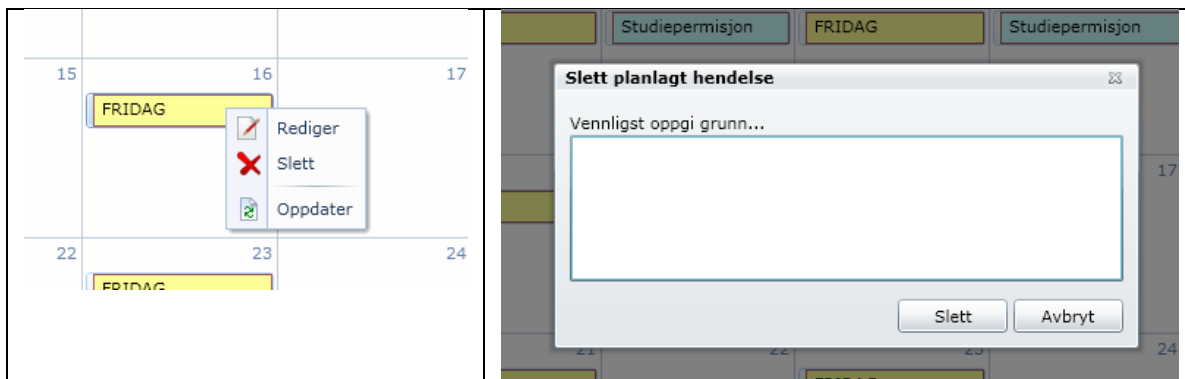 15
16
17
FRIDAG
Rediger
Slett
Oppdater
22
23
24
FRIDAG
Studiepermisjon
FRIDAG
Studiepermisjon
Slett planlagt hendelse
Vennligst oppgi grunn...
17
Slett
Avbryt
21
22
23
24
FRIDAG